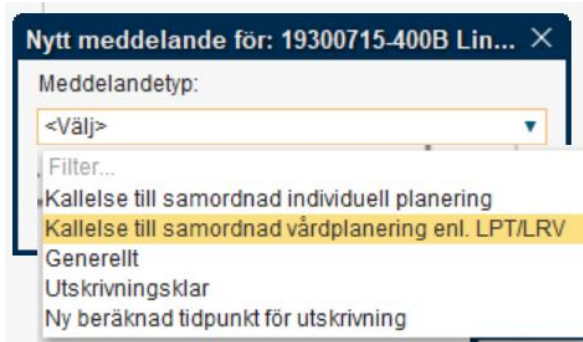 Nytt meddelande för: 19300715-400B Lin...
Meddelandetyp:
<Välj>
Filter...
Kallelse till samordnad individuell planering
Kallelse till samordnad vårdplanering enl. LPT/LRV
Generellt
Utskrivningsklar
Ny beräknad tidpunkt för utskrivning